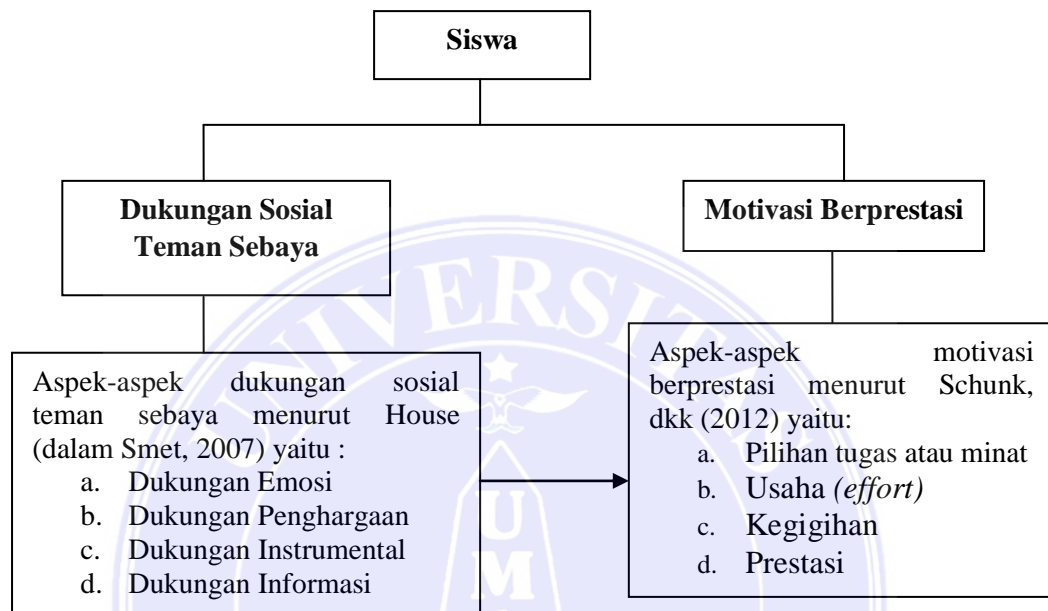 Siswa
Dukungan Sosial
Teman Sebaya
Motivasi Berprestasi
Aspek-aspek dukungan sosial
teman sebaya menurut House
(dalam Smet, 2007) yaitu :
a. Dukungan Emosi
b. Dukungan Penghargaan
c. Dukungan Instrumental
d. Dukungan Informasi
Aspek-aspek motivasi
berprestasi menurut Schunk,
dkk (2012) yaitu:
a. Pilihan tugas atau minat
b. Usaha (effort)
c. Kegigihan
d. Prestasi
UNIVERSITAS
U
M